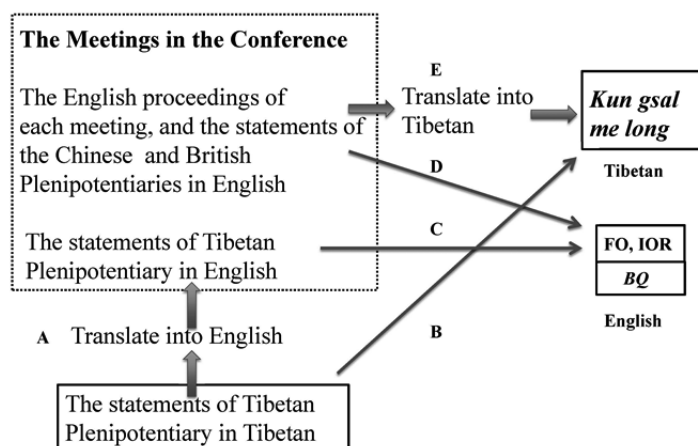 The Meetings in the Conference
The English proceedings of
each meeting, and the statements of
the Chinese and British
Plenipotentiaries in English
The statements of Tibetan
Plenipotentiary in English
A Translate into English
The statements of Tibetan
Plenipotentiary in Tibetan
E
Translate into
Tibetan
D
C
B
Kun gsal
me long
Tibetan
FO, IOR
BQ
English